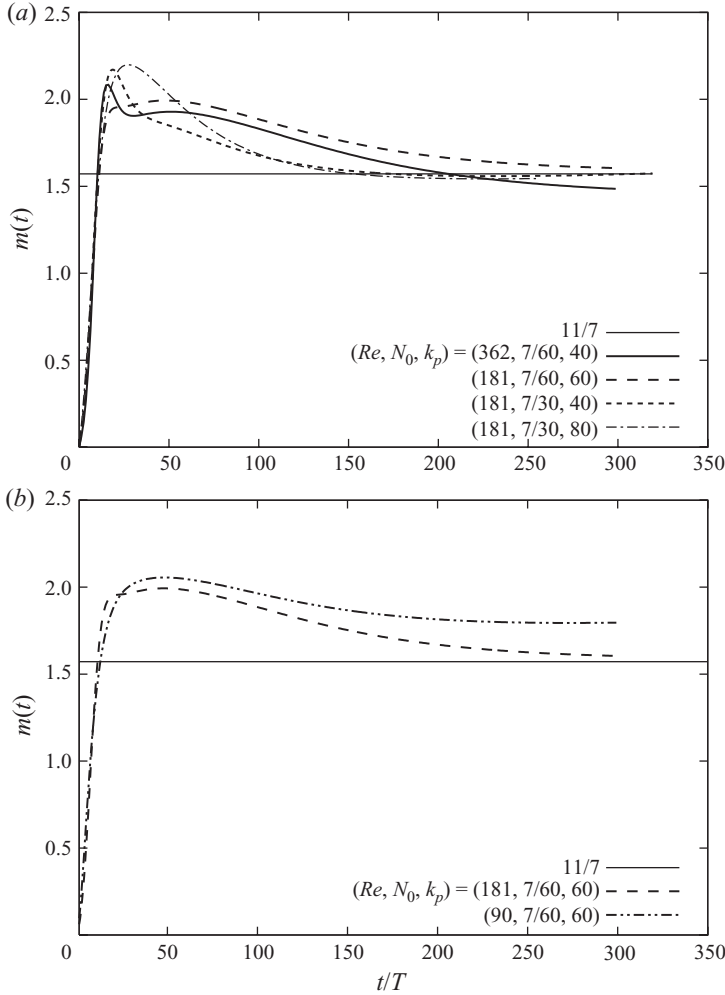 (a)
2.5
2.0
1.5
1.0
0.5
0
m(t)
11/7
(Re, N₀, kₚ) = (362, 7/60, 40)
(181, 7/60, 60)
(181, 7/30, 40)
(181, 7/30, 80)
50 100 150 200 250 300 350
(b)
2.5
2.0
1.5
1.0
0.5
0
m(t)
11/7
(Re, N₀, kₚ) = (181, 7/60, 60)
(90, 7/60, 60)
50 100 150 200 250 300 350
t/T